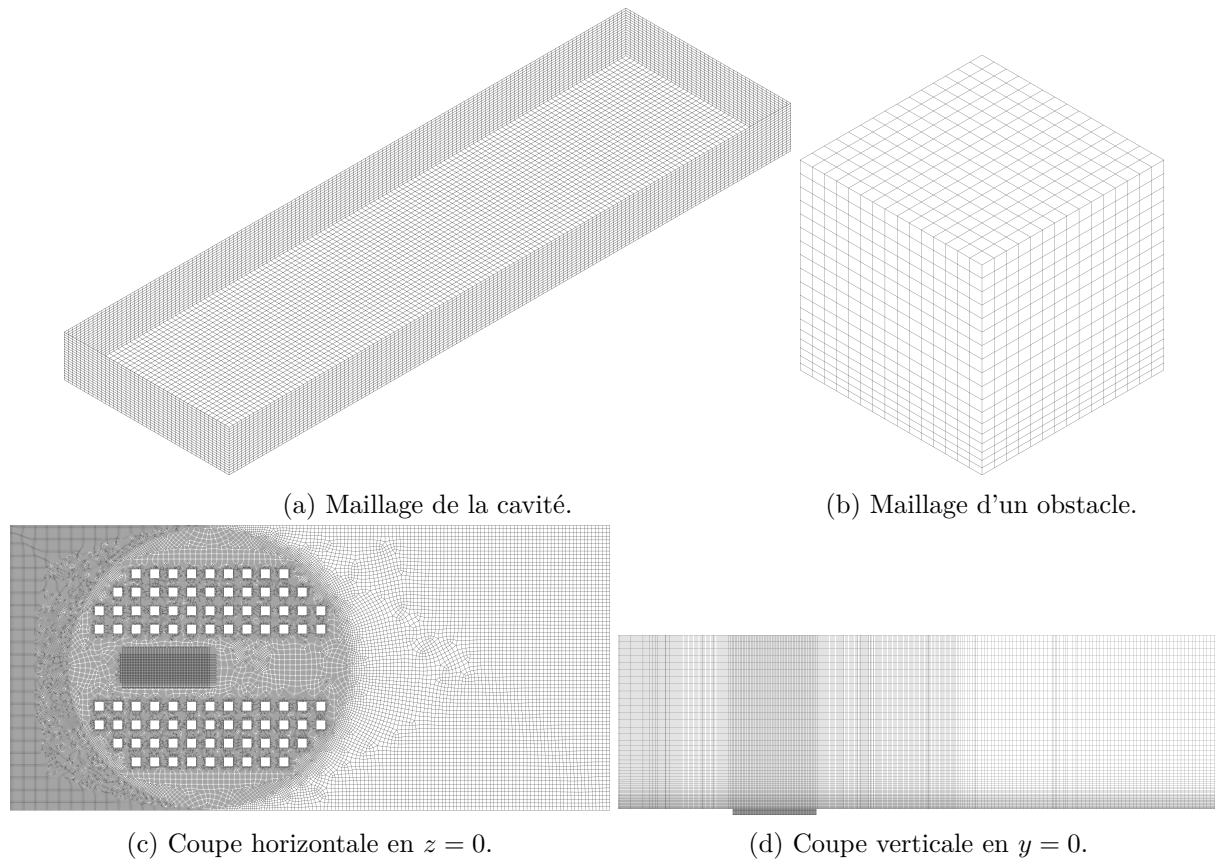 (a) Maillage de la cavité.
(b) Maillage d'un obstacle.
(c) Coupe horizontale en z = 0.
(d) Coupe verticale en y = 0.